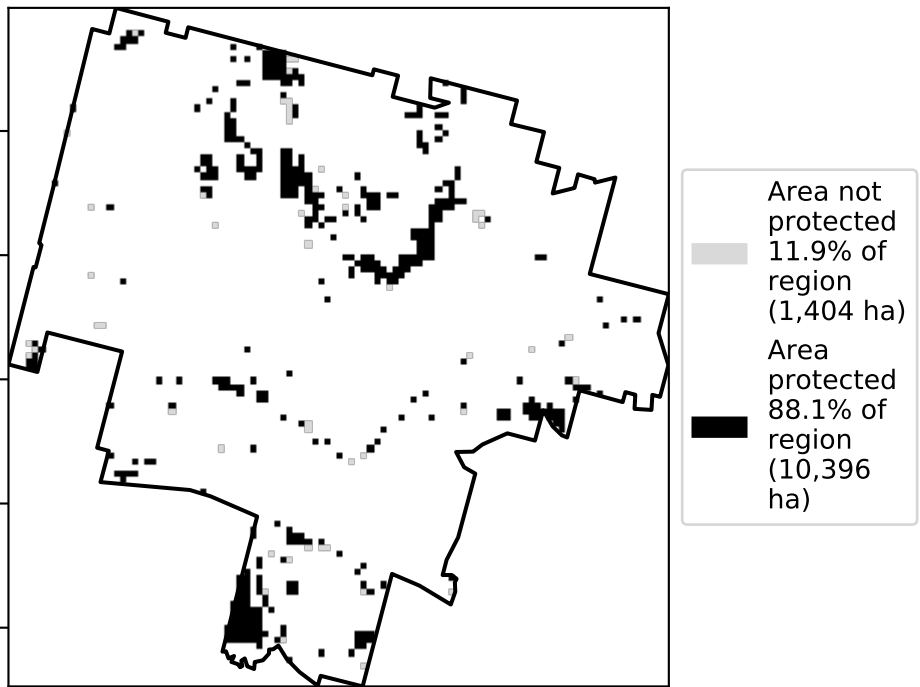 Area not
protected
11.9% of
region
(1,404 ha)
Area
protected
88.1% of
region
(10,396
ha)